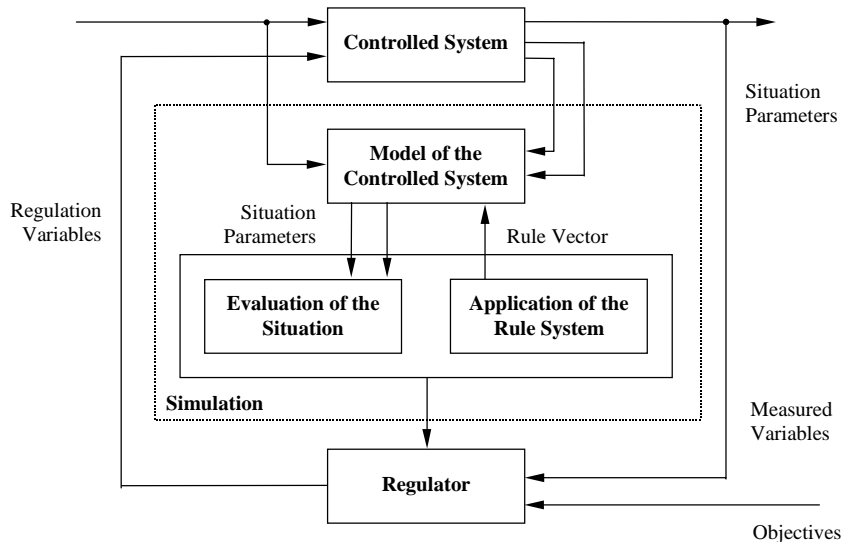 Controlled System
Situation
Parameters
Model of the
Controlled System
Regulation
Variables
Situation
Parameters
Rule Vector
Evaluation of the
Situation
Application of the
Rule System
Simulation
Measured
Variables
Regulator
Objectives